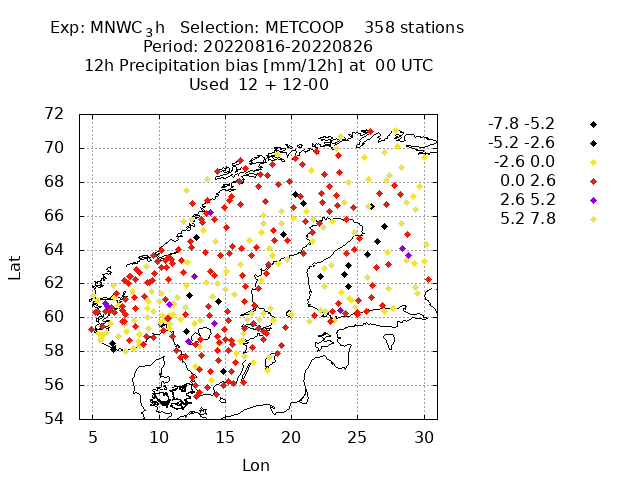 Exp: MNWC_3h   Selection: METCOOP    358 stations
Period: 20220816-20220826
12h Precipitation bias [mm/12h] at  00 UTC
Used  12 + 12-00
72
70
68
66
64
62
60
58
56
54
Lat
5 10 15 20 25 30
Lon
-7.8 -5.2
-5.2 -2.6
-2.6 0.0
0.0 2.6
2.6 5.2
5.2 7.8